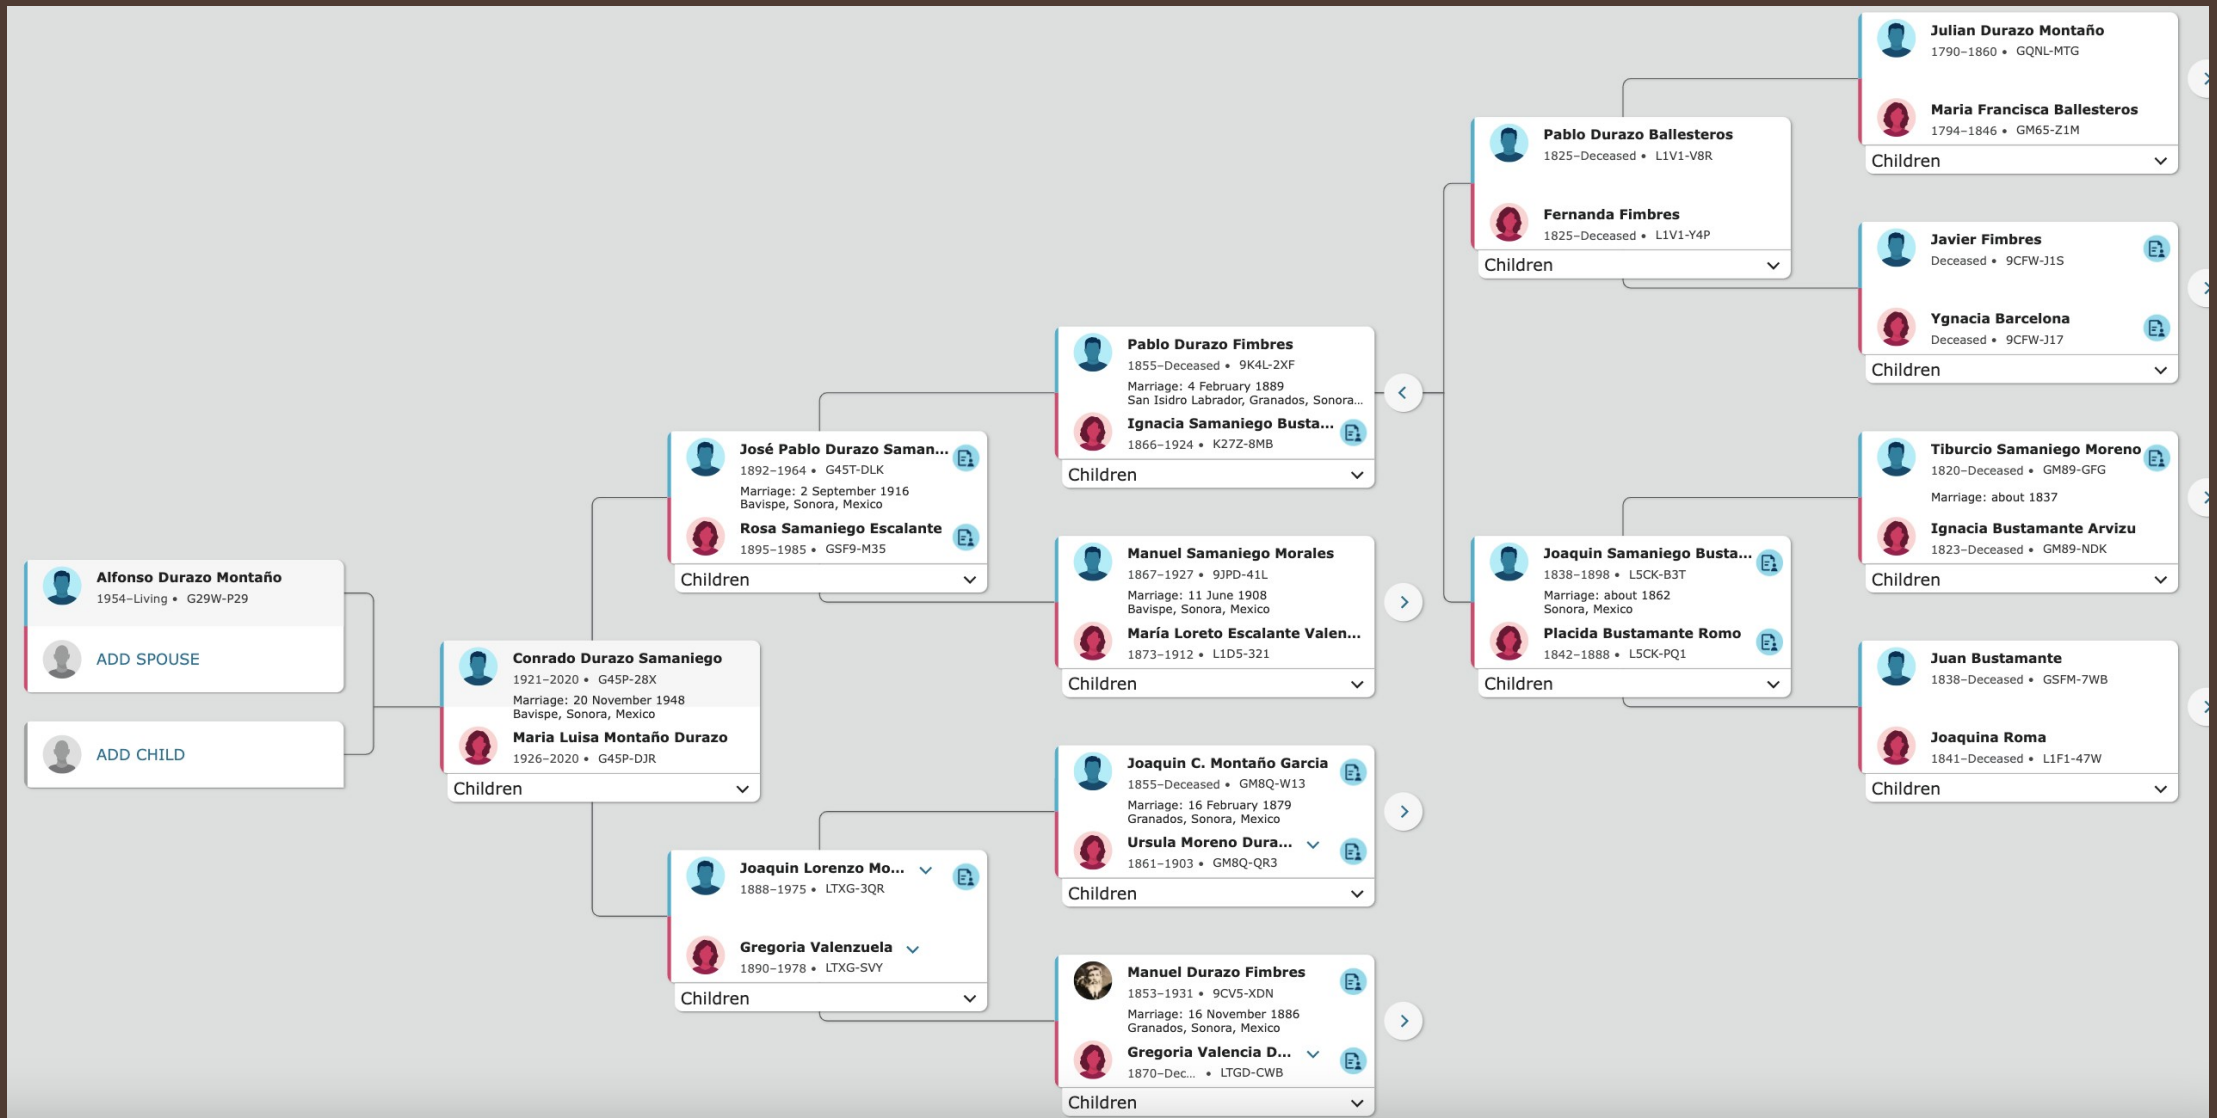 Alfonso Durazo Montaño
1954–Living • G29W-P29
ADD SPOUSE
ADD CHILD
Conrado Durazo Samaniego
1921–2020 • G45P-28X
Marriage: 20 November 1948
Bavispe, Sonora, Mexico
Maria Luisa Montaño Durazo
1926–2020 • G45P-DJR
Children
José Pablo Durazo Saman...
1892–1964 • G45T-DLK
Marriage: 2 September 1916
Bavispe, Sonora, Mexico
Rosa Samaniego Escalante
1895–1985 • GSF9-M35
Children
Joaquin Lorenzo Mo...
1888–1975 • LTXG-3QR
Gregoria Valenzuela
1890–1978 • LTXG-SVY
Children
Pablo Durazo Fimbres
1855–Deceased • 9K4L-2XF
Marriage: 4 February 1889
San Isidro Labrador, Granados, Sonora...
Ignacia Samaniego Busta...
1866–1924 • K27Z-8MB
Children
Manuel Samaniego Morales
1867–1927 • 9JPD-41L
Marriage: 11 June 1908
Bavispe, Sonora, Mexico
María Loreto Escalante Valen...
1873–1912 • L1D5-321
Children
Joaquin C. Montaño Garcia
1855–Deceased • GM8Q-W13
Marriage: 16 February 1879
Granados, Sonora, Mexico
Ursula Moreno Dura...
1861–1903 • GM8Q-QR3
Children
Manuel Durazo Fimbres
1853–1931 • 9CV5-XDN
Marriage: 16 November 1886
Granados, Sonora, Mexico
Gregoria Valencia D...
1870–Dec... • LTGD-CWB
Children
Pablo Durazo Ballesteros
1825–Deceased • L1V1-V8R
Fernanda Fimbres
1825–Deceased • L1V1-Y4P
Children
Joaquin Samaniego Busta...
1838–1898 • L5CK-B3T
Marriage: about 1862
Sonora, Mexico
Placida Bustamante Romo
1842–1888 • L5CK-PQ1
Children
Julian Durazo Montaño
1790–1860 • GQNL-MTG
Maria Francisca Ballesteros
1794–1846 • GM65-Z1M
Children
Javier Fimbres
Deceased • 9CFW-J1S
Ygnacia Barcelona
Deceased • 9CFW-J17
Children
Tiburcio Samaniego Moreno
1820–Deceased • GM89-GFG
Marriage: about 1837
Ignacia Bustamante Arvizu
1823–Deceased • GM89-NDK
Children
Juan Bustamante
1838–Deceased • GSFM-7WB
Joaquina Roma
1841–Deceased • L1F1-47W
Children